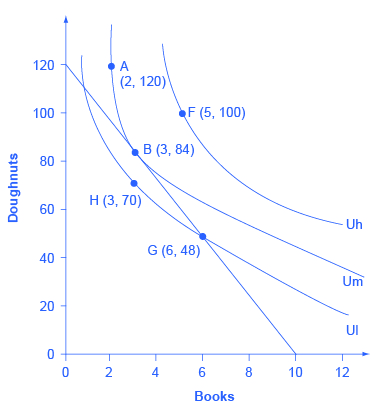 120
100
80
60
40
20
0
0
2
4
6
8
10
12
Doughnuts
Books
A
(2, 120)
F (5, 100)
B (3, 84)
H (3, 70)
G (6, 48)
Uh
Um
Ul